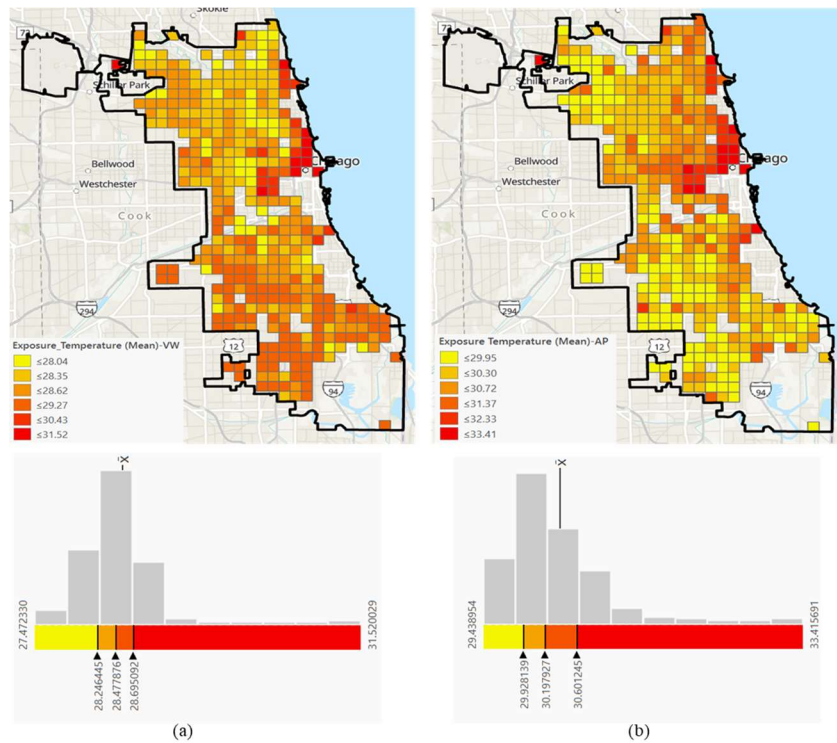 Skokie
72
Schiller Park
Bellwood
Westchester
Cook
Chicago
294
12
94
Exposure_Temperature (Mean)-VW
≤28.04
≤28.35
≤28.62
≤29.27
≤30.43
≤31.52
Skokie
72
Schiller Park
Bellwood
Westchester
Cook
Chicago
294
12
94
Exposure Temperature (Mean)-AP
≤29.95
≤30.30
≤30.72
≤31.37
≤32.33
≤33.41
X̄
27.472330
31.520029
28.246445
28.477876
28.695092
X̄
29.438954
33.415691
29.928139
30.197927
30.601245
(a)
(b)